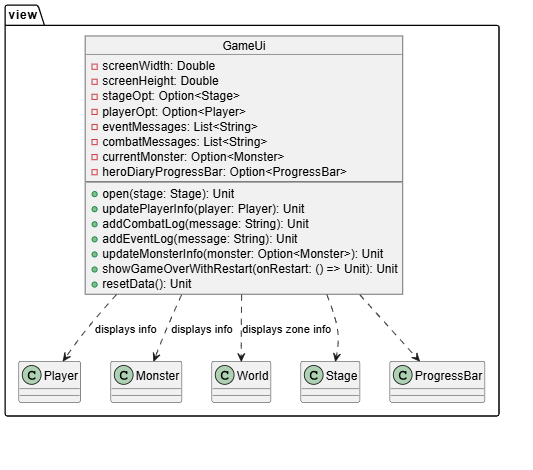 view
GameUi
screenWidth: Double
screenHeight: Double
stageOpt: Option<Stage>
playerOpt: Option<Player>
eventMessages: List<String>
combatMessages: List<String>
currentMonster: Option<Monster>
heroDiaryProgressBar: Option<ProgressBar>
open(stage: Stage): Unit
updatePlayerInfo(player: Player): Unit
addCombatLog(message: String): Unit
addEventLog(message: String): Unit
updateMonsterInfo(monster: Option<Monster>): Unit
showGameOverWithRestart(onRestart: () => Unit): Unit
resetData(): Unit
displays info displays info displays zone info
C Player C Monster C World C Stage C ProgressBar